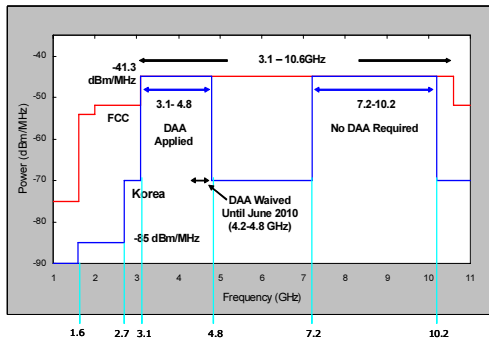 -40
-50
-60
-70
-80
-90
Power (dBm/MHz)
-41.3
dBm/MHz
3.1 – 10.6GHz
FCC
3.1- 4.8
DAA
Applied
7.2-10.2
No DAA Required
Korea
DAA Waived
Until June 2010
(4.2-4.8 GHz)
-85 dBm/MHz
1 2 3 4 5 6 7 8 9 10 11
Frequency (GHz)
1.6 2.7 3.1 4.8 7.2 10.2